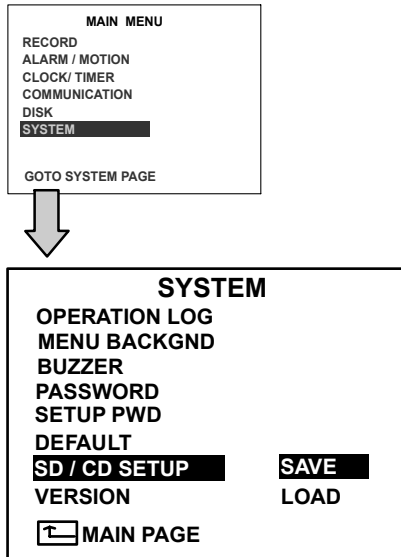 MAIN MENU
RECORD
ALARM / MOTION
CLOCK/ TIMER
COMMUNICATION
DISK
SYSTEM
GOTO SYSTEM PAGE
SYSTEM
OPERATION LOG
MENU BACKGND
BUZZER
PASSWORD
SETUP PWD
DEFAULT
SD / CD SETUP SAVE
VERSION LOAD
MAIN PAGE